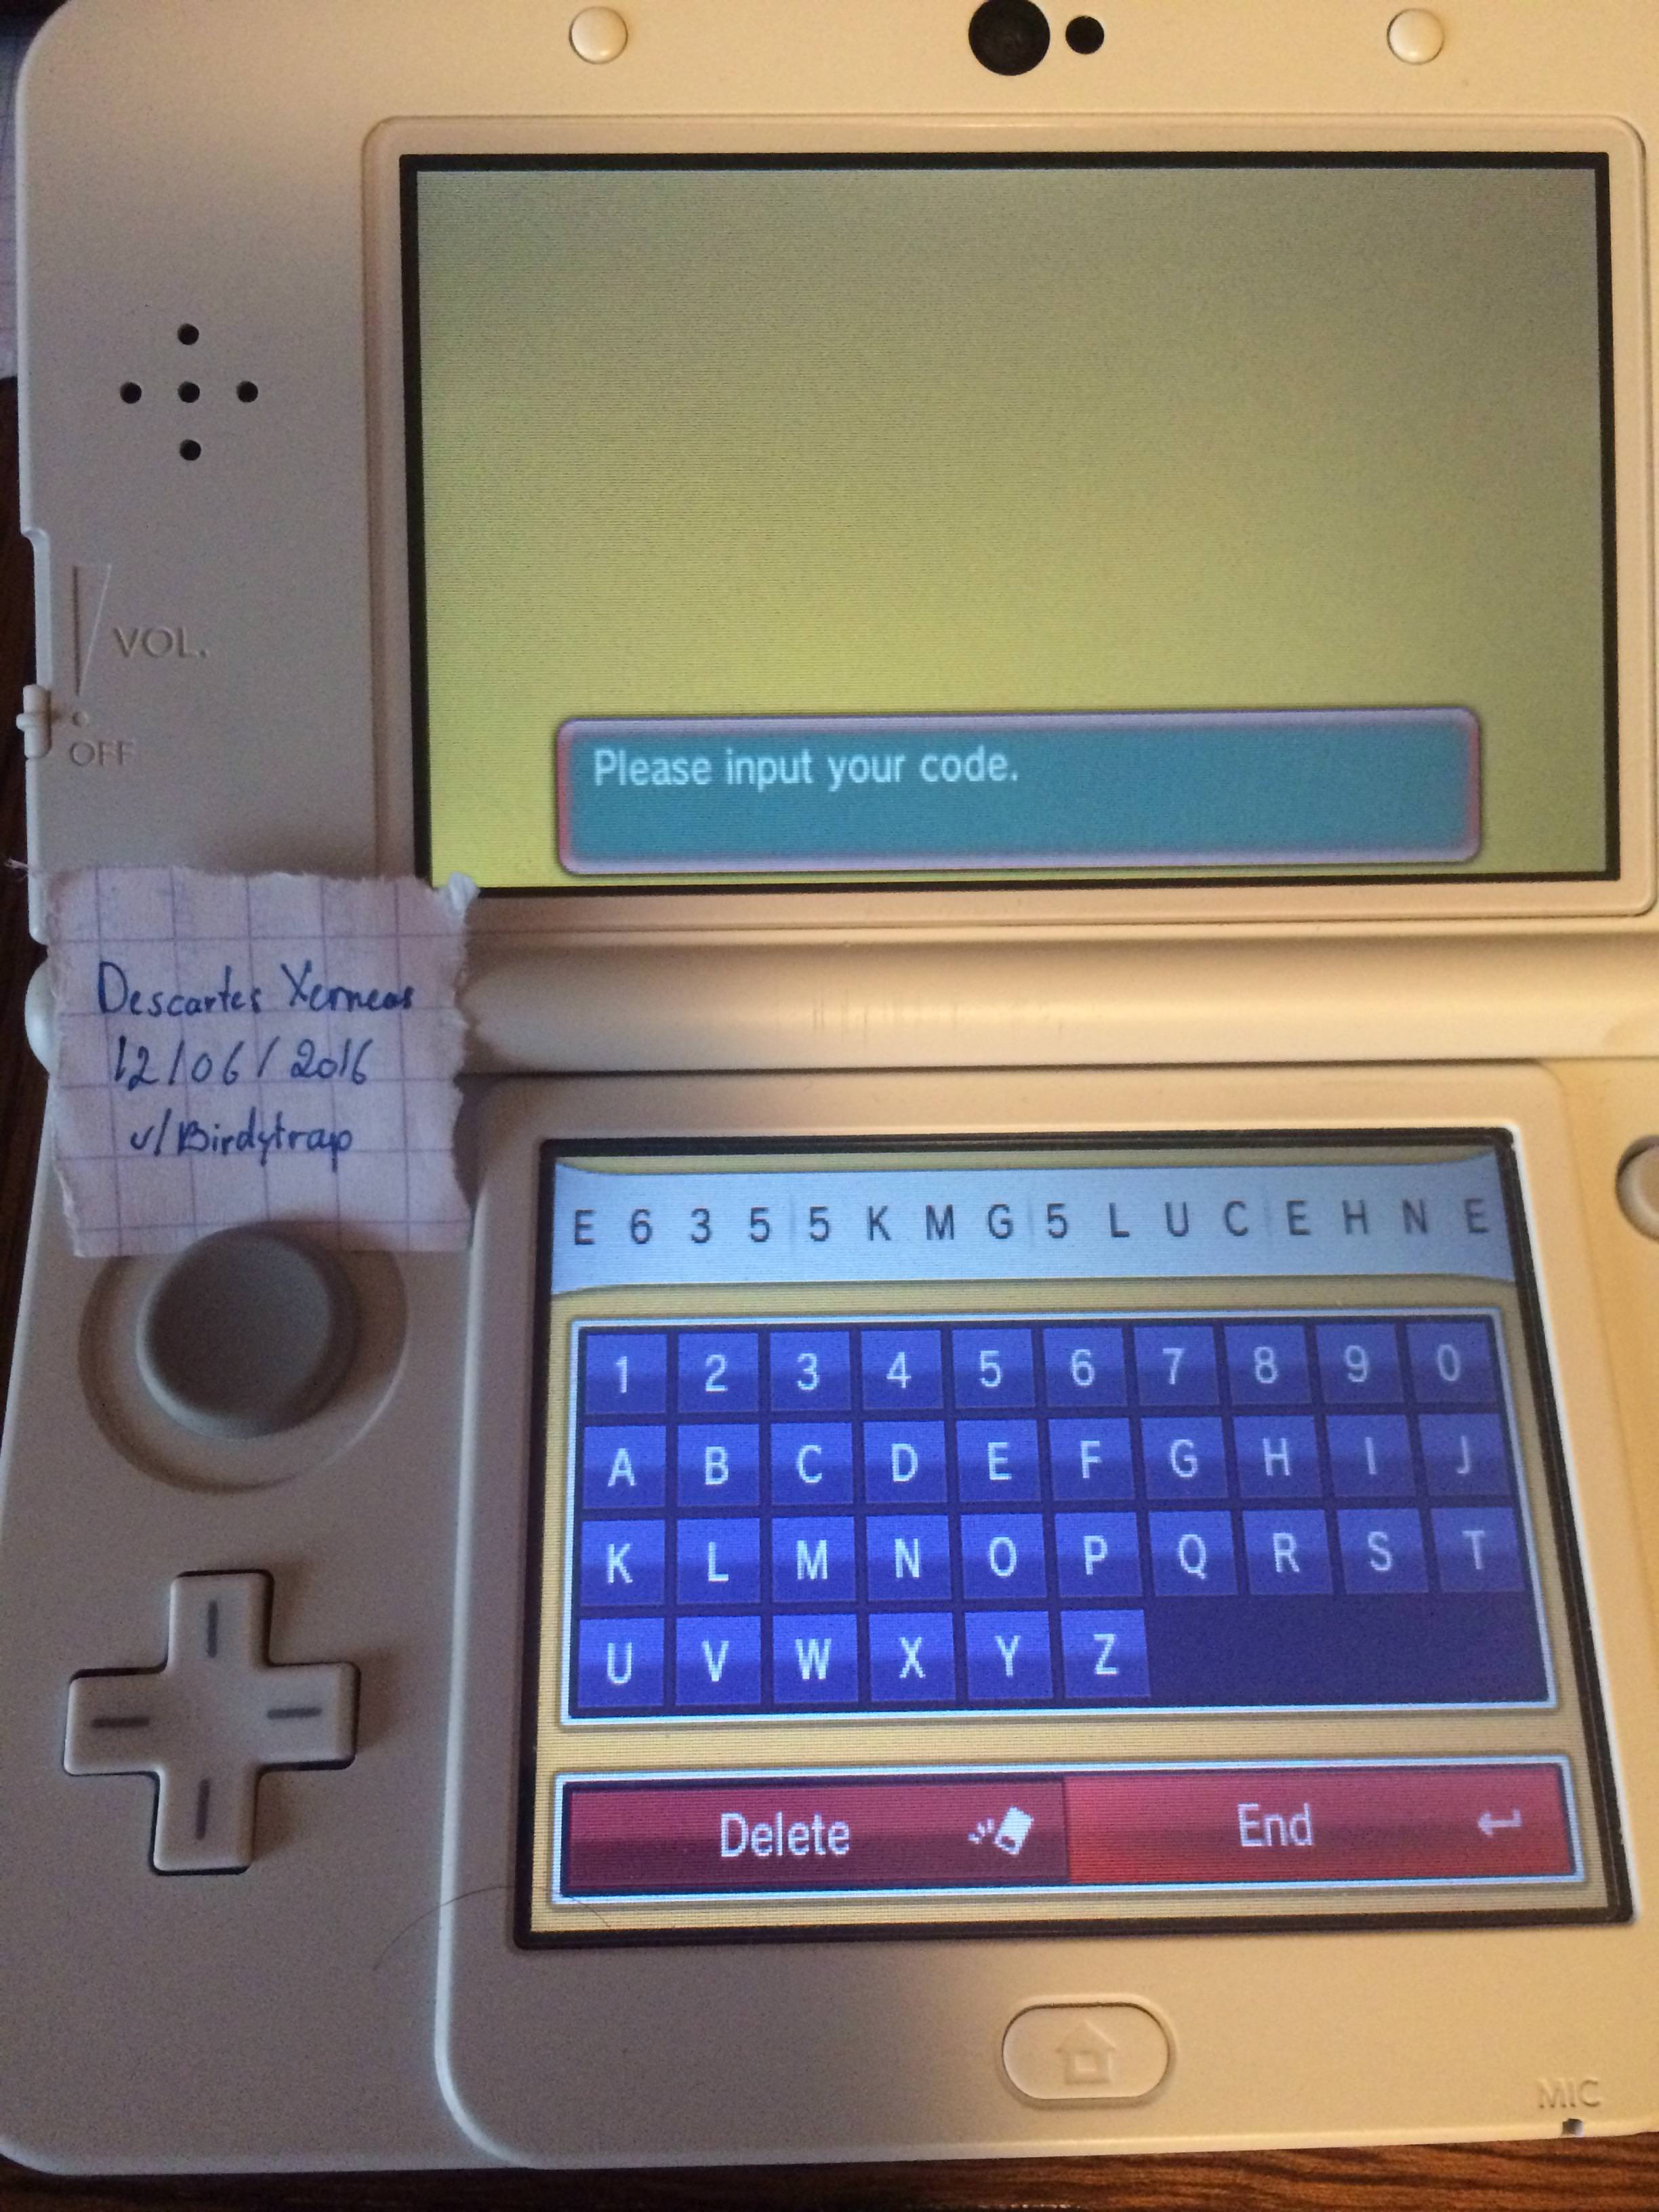 VOL.
OFF
Please input your code.
Descartes Xerneas
12/06/2016
u/Birdytrap
E 6 3 5 5 K M G 5 L U C E H N E
1 2 3 4 5 6 7 8 9 0
A B C D E F G H I J
K L M N O P Q R S T
U V W X Y Z
Delete End
MIC